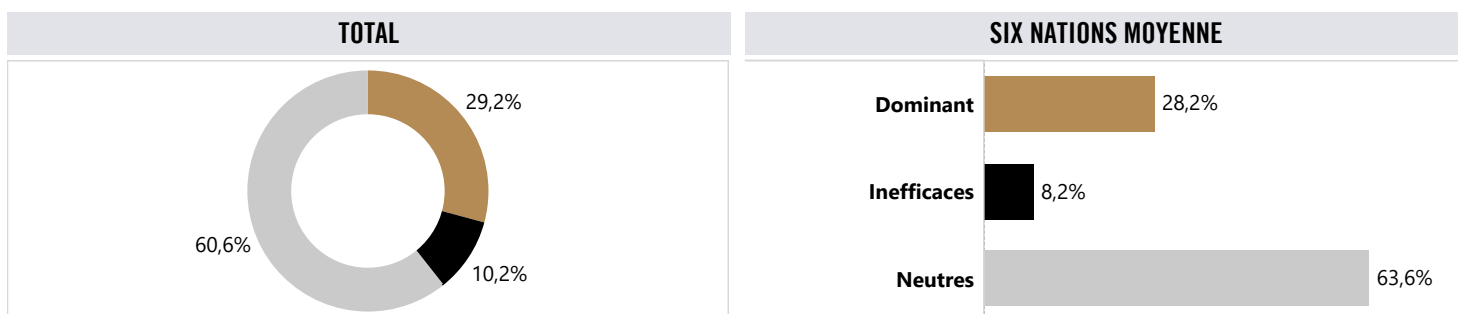 TOTAL
29,2%
60,6%
10,2%
SIX NATIONS MOYENNE
Dominant 28,2%
Inefficaces 8,2%
Neutres 63,6%